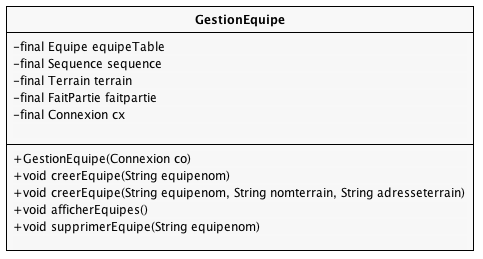 GestionEquipe
-final Equipe equipeTable
-final Sequence sequence
-final Terrain terrain
-final FaitPartie faitpartie
-final Connexion cx
+GestionEquipe(Connexion co)
+void creerEquipe(String equipenom)
+void creerEquipe(String equipenom, String nomterrain, String adresseterrain)
+void afficherEquipes()
+void supprimerEquipe(String equipenom)